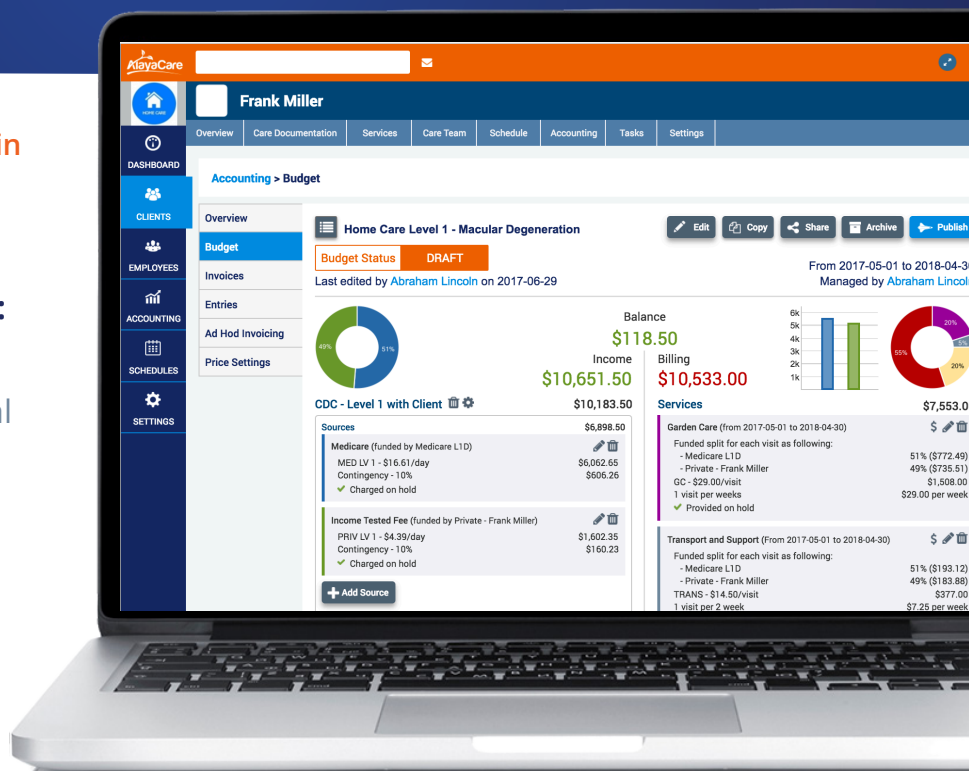 in
:
al
AlayaCare
HOME CARE
DASHBOARD
CLIENTS
EMPLOYEES
ACCOUNTING
SCHEDULES
SETTINGS
Frank Miller
Overview Care Documentation Services Care Team Schedule Accounting Tasks Settings
Accounting > Budget
Overview
Budget
Invoices
Entries
Ad Hod Invoicing
Price Settings
Home Care Level 1 - Macular Degeneration
Edit Copy Share Archive Publish
Budget Status DRAFT
Last edited by Abraham Lincoln on 2017-06-29
From 2017-05-01 to 2018-04-30
Managed by Abraham Lincoln
49% 51%
Balance
$118.50
Income
$10,651.50
Billing
$10,533.00
6k
5k
4k
3k
2k
1k
20%
5%
20%
55%
CDC - Level 1 with Client $10,183.50
Sources $6,898.50
Medicare (funded by Medicare L1D)
MED LV 1 - $16.61/day $6,062.65
Contingency - 10% $606.26
Charged on hold
Income Tested Fee (funded by Private - Frank Miller)
PRIV LV 1 - $4.39/day $1,602.35
Contingency - 10% $160.23
Charged on hold
Add Source
Services $7,553.0
Garden Care (from 2017-05-01 to 2018-04-30) $
Funded split for each visit as following:
- Medicare L1D 51% ($772.49)
- Private - Frank Miller 49% ($735.51)
GC - $29.00/visit $1,508.00
1 visit per weeks $29.00 per week
Provided on hold
Transport and Support (From 2017-05-01 to 2018-04-30) $
Funded split for each visit as following:
- Medicare L1D 51% ($193.12)
- Private - Frank Miller 49% ($183.88)
TRANS - $14.50/visit $377.00
1 visit per 2 week $7.25 per week